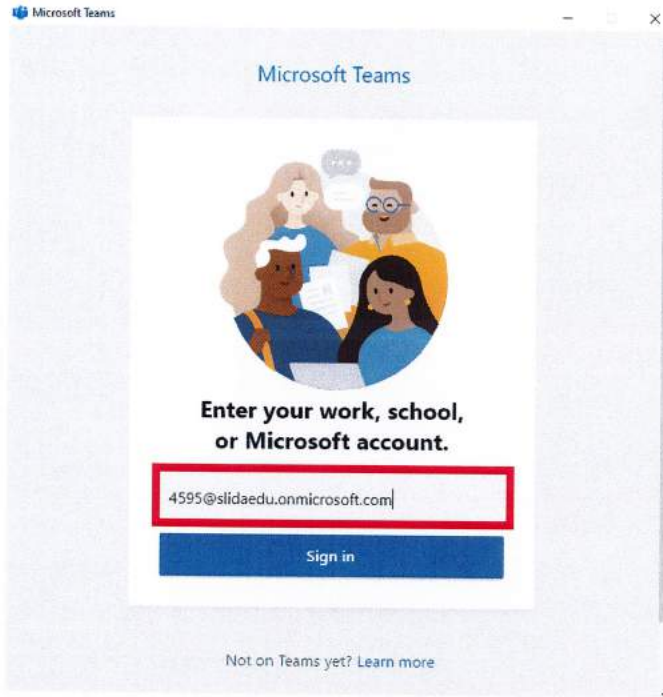 Microsoft Teams
Microsoft Teams
Enter your work, school,
or Microsoft account.
4595@slidaedu.onmicrosoft.com
Sign in
Not on Teams yet? Learn more